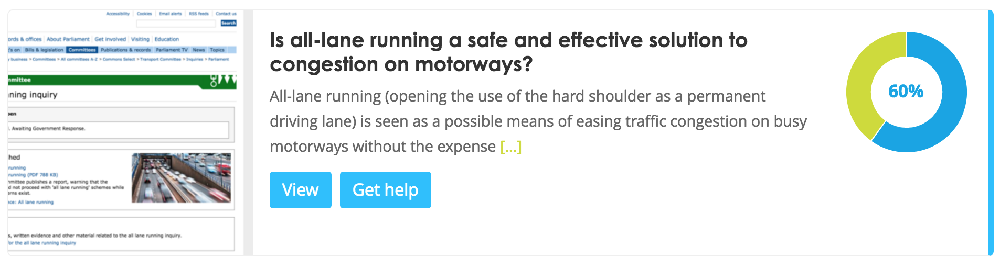 Accessibility Cookies Email alerts RSS feeds Contact us
Search
ords & offices About Parliament Get involved Visiting Education
's on Bills & legislation Committees Publications & records Parliament TV News Topics
y business > Committees > All committees A-Z > Commons Select > Transport Committee > Inquiries > Parliament
mmittee
ning inquiry
pen
. Awaiting Government Response.
hed
running
running (PDF 788 KB)
mmittee publishes a report, warning that the
d not proceed with 'all lane running' schemes while
erns exist.
ce: All lane running
s, written evidence and other material related to the all lane running inquiry.
for the all lane running inquiry
Is all-lane running a safe and effective solution to
congestion on motorways?
All-lane running (opening the use of the hard shoulder as a permanent
driving lane) is seen as a possible means of easing traffic congestion on busy
motorways without the expense [...]
View Get help
60%